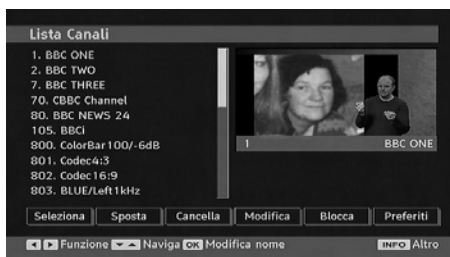 Lista Canali
1. BBC ONE
2. BBC TWO
7. BBC THREE
70. CBBC Channel
80. BBC NEWS 24
105. BBCi
800. ColorBar100/-6dB
801. Codec4:3
802. Codec16:9
803. BLUE/Left1kHz
1 BBC ONE
Seleziona Sposta Cancella Modifica Blocca Preferiti
Funzione Naviga OK Modifica nome INFO Altro